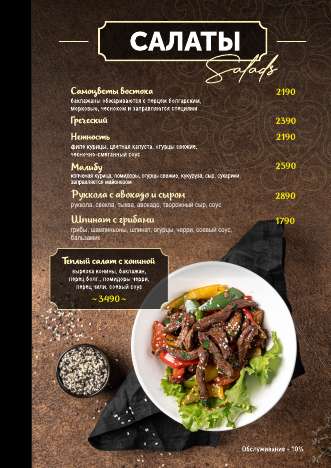 САЛАТЫ
Salads
Самоцветы востока 2190
баклажаны обжариваются с перцем болгарским,
морковью, чесноком и заправляются специями
Греческий 2390
Нежность 2190
филе курицы, цветная капуста, огурцы свежие,
чесночно-сметанный соус
Малибу 2590
копченая курица, помидоры, огурцы свежие, кукуруза, сыр, сухарики,
заправляется майонезом
Руккола с авокадо и сыром 2890
руккола, свекла, тыква, авокадо, творожный сыр, соус
Шпинат с грибами 1790
грибы, шампиньоны, шпинат, огурцы, черри, соевый соус,
бальзамик
Теплый салат с кониной
вырезка конины, баклажан,
перец болг., помидоры черри,
перец чили, соевый соус
~3490~
Обслуживание - 10%